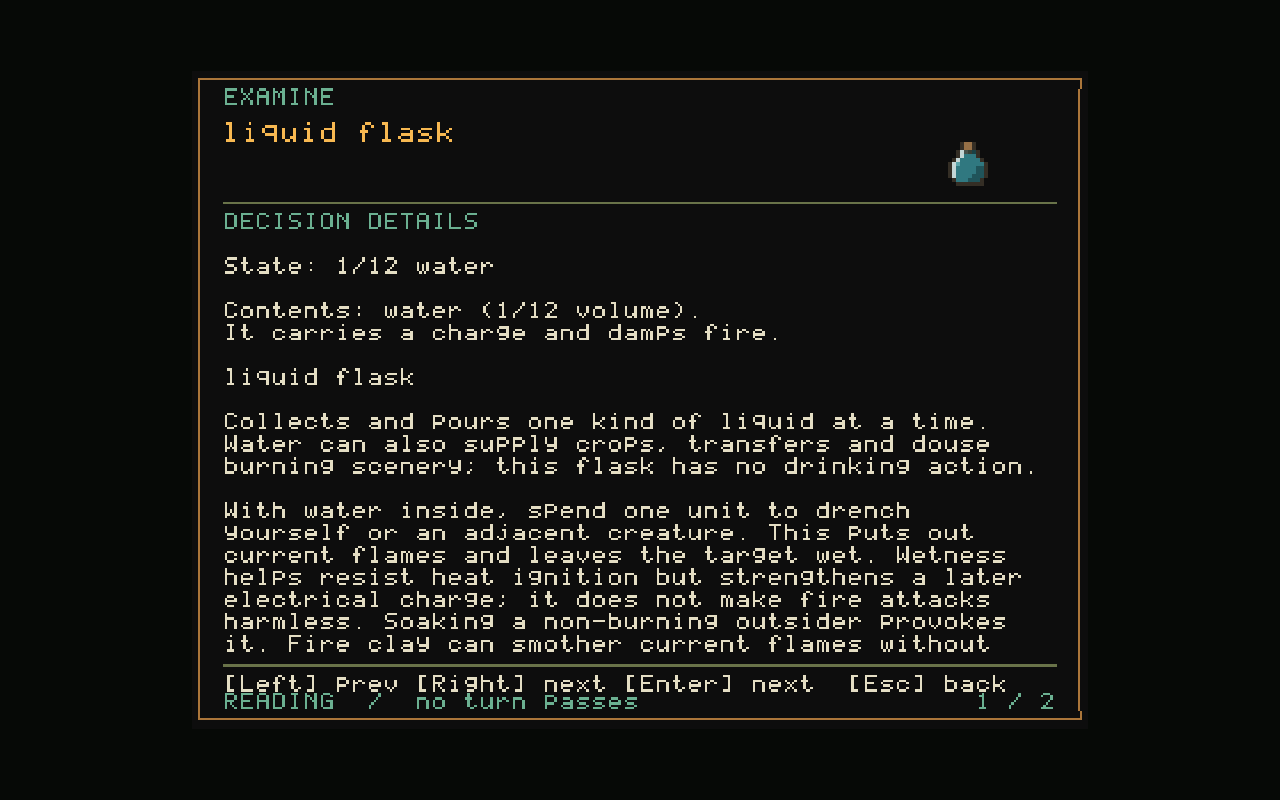 EXAMINE
liquid flask
DECISION DETAILS
State: 1/12 water
Contents: water (1/12 volume).
It carries a charge and damps fire.
liquid flask
Collects and pours one kind of liquid at a time.
Water can also supply crops, transfers and douse
burning scenery; this flask has no drinking action.
With water inside, spend one unit to drench
yourself or an adjacent creature. This puts out
current flames and leaves the target wet. Wetness
helps resist heat ignition but strengthens a later
electrical charge; it does not make fire attacks
harmless. Soaking a non-burning outsider provokes
it. Fire clay can smother current flames without
[Left] prev [Right] next [Enter] next  [Esc] back
READING  /  no turn passes 1 / 2